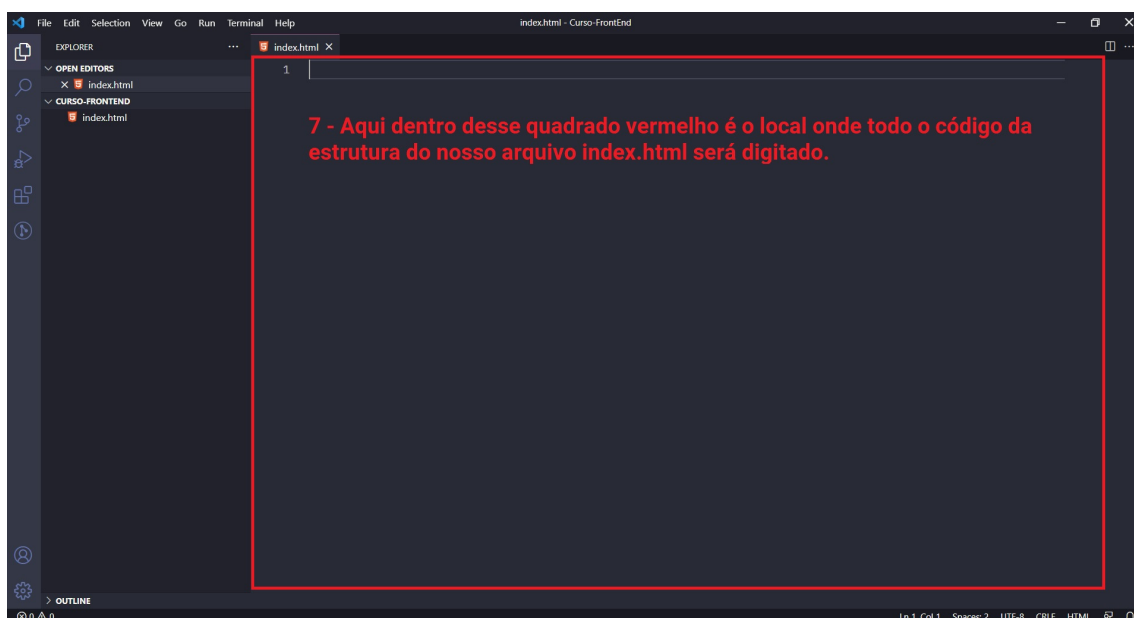 File Edit Selection View Go Run Terminal Help
index.html - Curso-FrontEnd
EXPLORER
index.html
OPEN EDITORS
index.html
CURSO-FRONTEND
index.html
1
7 - Aqui dentro desse quadrado vermelho é o local onde todo o código da
estrutura do nosso arquivo index.html será digitado.
OUTLINE
0 0
Ln 1, Col 1 Spaces: 2 UTF-8 CRLF HTML